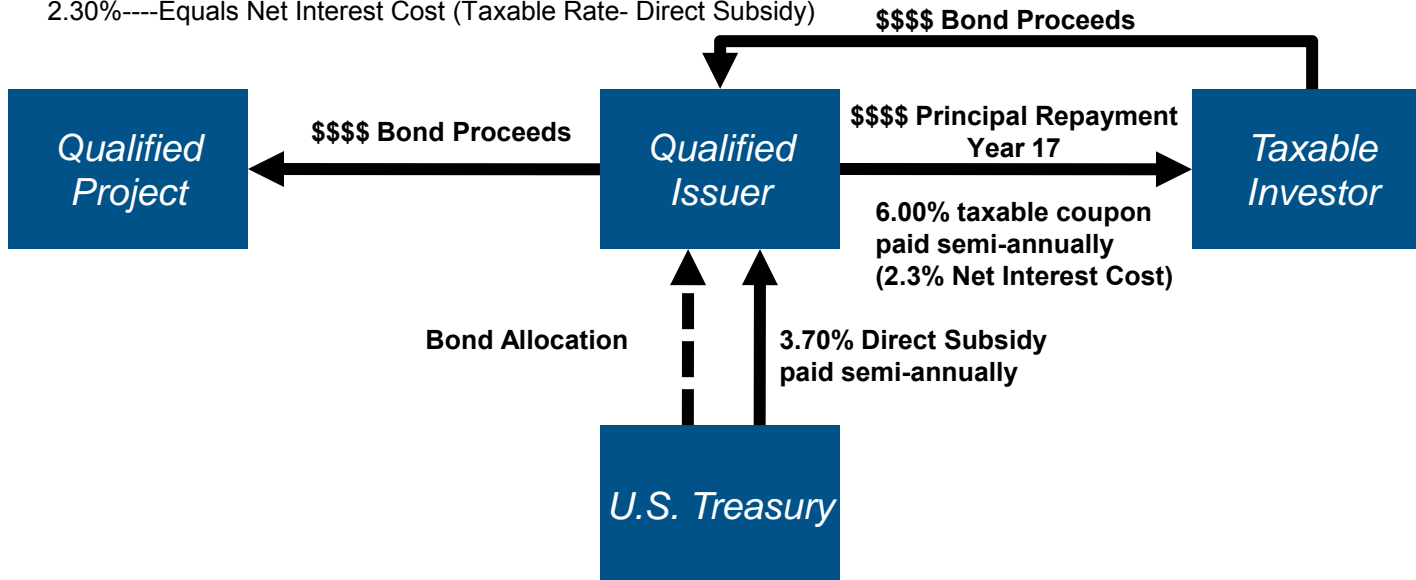 2.30%----Equals Net Interest Cost (Taxable Rate- Direct Subsidy)
$$$$ Bond Proceeds
Qualified
Project
$$$$ Bond Proceeds
Qualified
Issuer
$$$$ Principal Repayment
Year 17
Taxable
Investor
6.00% taxable coupon
paid semi-annually
(2.3% Net Interest Cost)
Bond Allocation
3.70% Direct Subsidy
paid semi-annually
U.S. Treasury